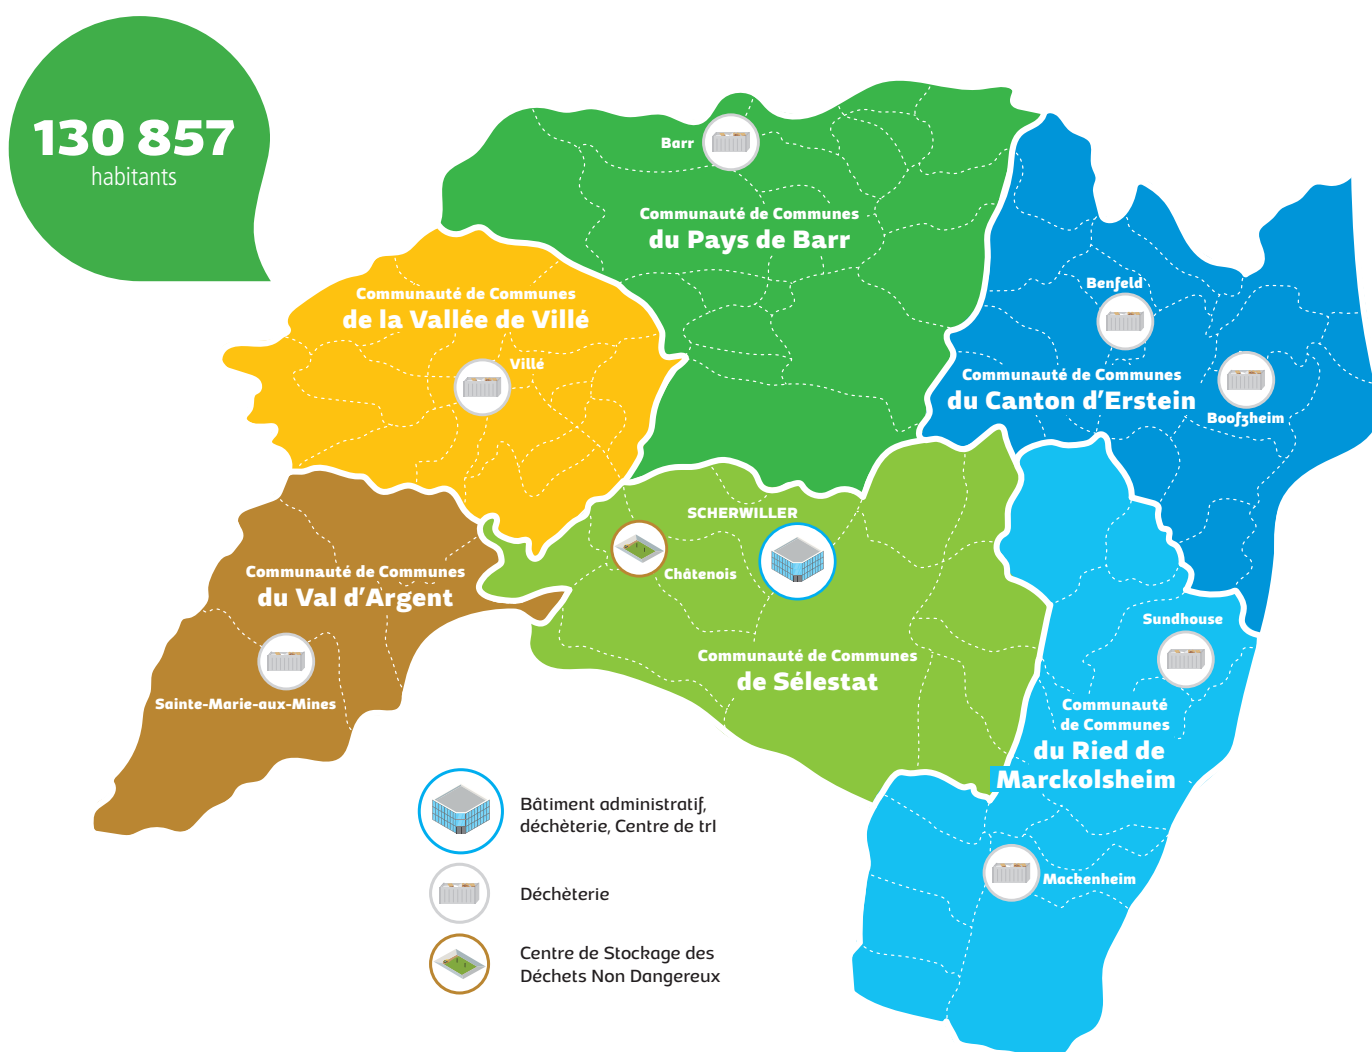 130 857
habitants
Barr
Communauté de Communes
du Pays de Barr
Communauté de Communes
de la Vallée de Villé
Villé
Benfeld
Communauté de Communes
du Canton d'Erstein
Boofzheim
SCHERWILLER
Châtenois
Communauté de Communes
du Val d'Argent
Sainte-Marie-aux-Mines
Communauté de Communes
de Sélestat
Sundhouse
Communauté
de Communes
du Ried de
Marckolsheim
Mackenheim
Bâtiment administratif,
déchèterie, Centre de trI
Déchèterie
Centre de Stockage des
Déchets Non Dangereux